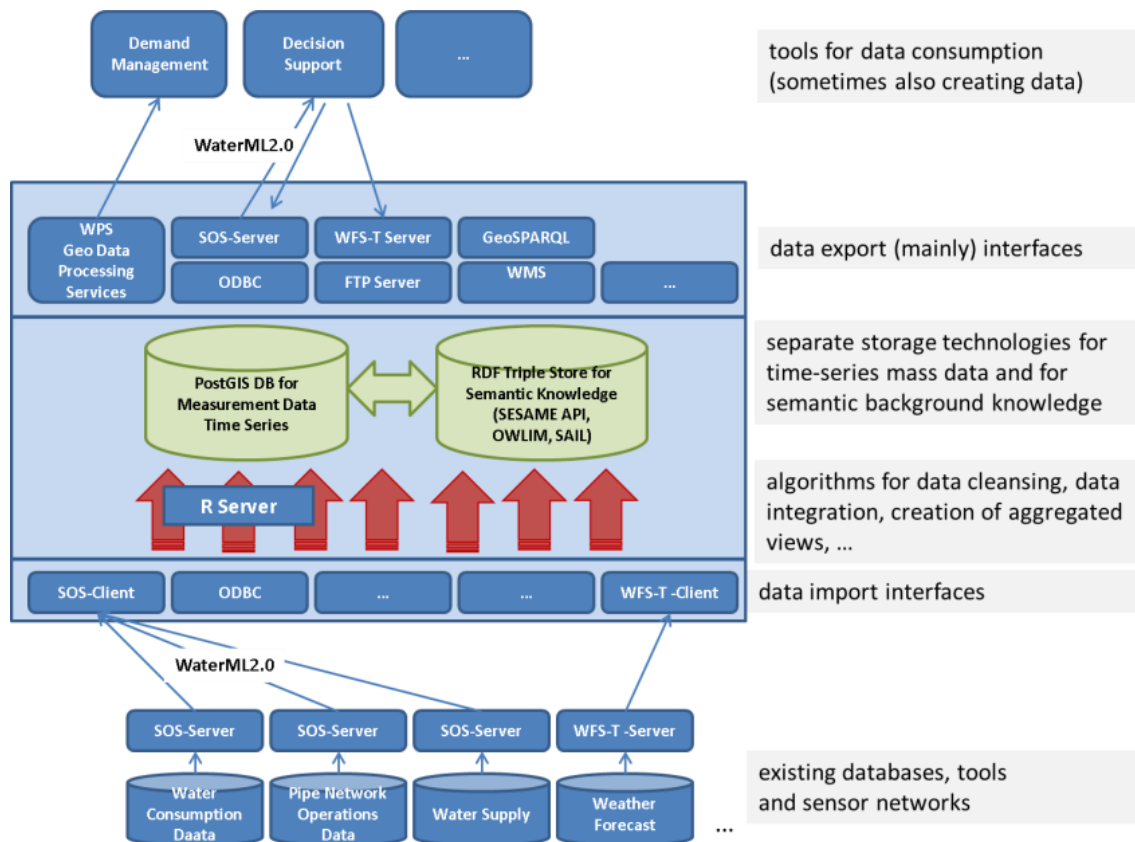 Demand
Management
Decision
Support
...
tools for data consumption
(sometimes also creating data)
WaterML2.0
WPS
Geo Data
Processing
Services
SOS-Server
WFS-T Server
GeoSPARQL
ODBC
FTP Server
WMS
...
data export (mainly) interfaces
PostGIS DB for
Measurement Data
Time Series
RDF Triple Store for
Semantic Knowledge
(SESAME API,
OWLIM, SAIL)
separate storage technologies for
time-series mass data and for
semantic background knowledge
R Server
algorithms for data cleansing, data
integration, creation of aggregated
views, ...
SOS-Client
ODBC
...
...
WFS-T -Client
data import interfaces
WaterML2.0
SOS-Server
SOS-Server
SOS-Server
WFS-T -Server
Water
Consumption
Daata
Pipe Network
Operations
Data
Water Supply
Weather
Forecast
...
existing databases, tools
and sensor networks